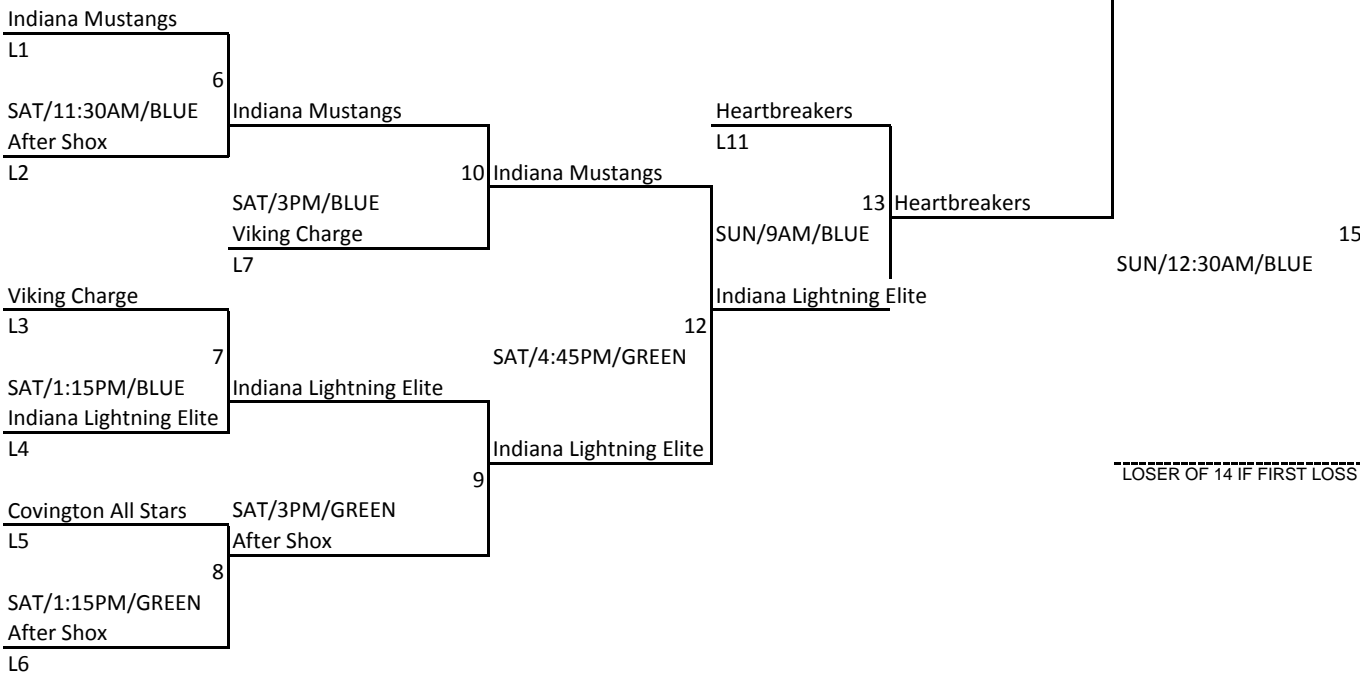 Indiana Mustangs
L1
6
SAT/11:30AM/BLUE
Indiana Mustangs
Heartbreakers
After Shox
L11
L2
10
Indiana Mustangs
SAT/3PM/BLUE
13
Heartbreakers
Viking Charge
SUN/9AM/BLUE
15
L7
SUN/12:30AM/BLUE
Viking Charge
Indiana Lightning Elite
L3
12
7
SAT/4:45PM/GREEN
SAT/1:15PM/BLUE
Indiana Lightning Elite
Indiana Lightning Elite
L4
Indiana Lightning Elite
LOSER OF 14 IF FIRST LOSS
9
Covington All Stars
SAT/3PM/GREEN
L5
After Shox
8
SAT/1:15PM/GREEN
After Shox
L6